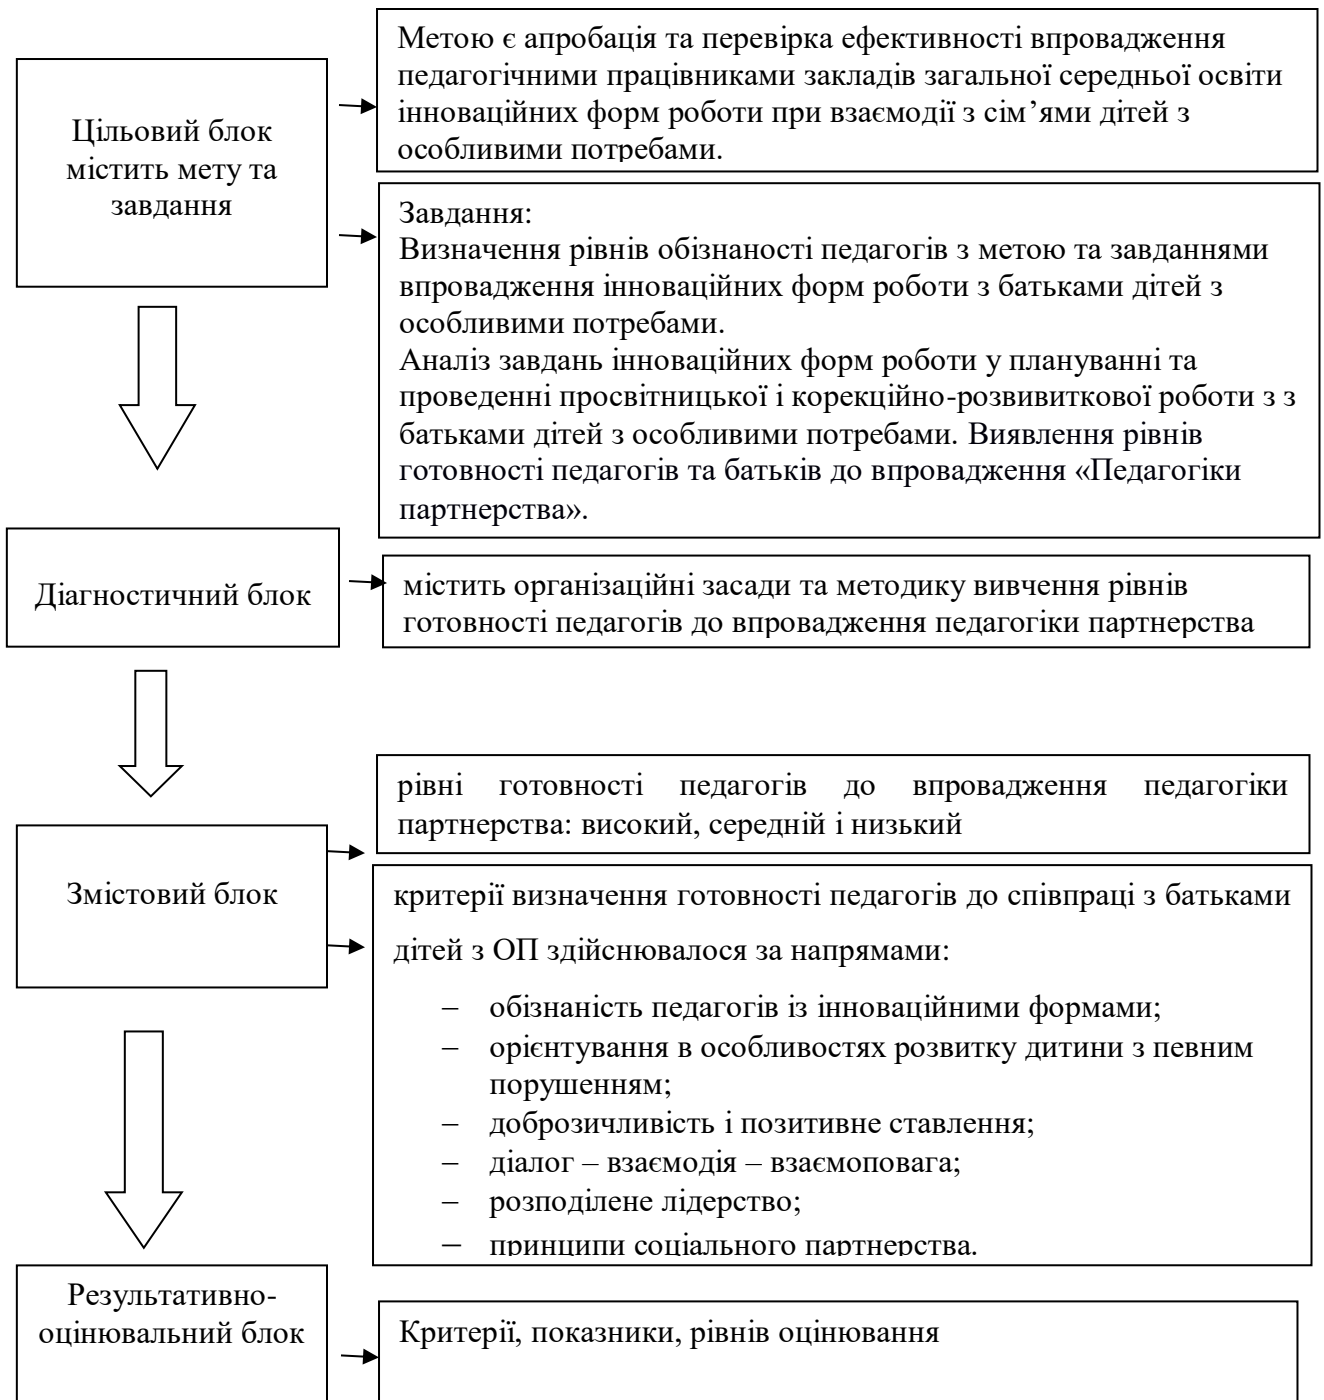 Цільовий блок
містить мету та
завдання
Метою є апробація та перевірка ефективності впровадження
педагогічними працівниками закладів загальної середньої освіти
інноваційних форм роботи при взаємодії з сім’ями дітей з
особливими потребами.
Завдання:
Визначення рівнів обізнаності педагогів з метою та завданнями
впровадження інноваційних форм роботи з батьками дітей з
особливими потребами.
Аналіз завдань інноваційних форм роботи у плануванні та
проведенні просвітницької і корекційно-розвивиткової роботи з з
батьками дітей з особливими потребами. Виявлення рівнів
готовності педагогів та батьків до впровадження «Педагогіки
партнерства».
Діагностичний блок
містить організаційні засади та методику вивчення рівнів
готовності педагогів до впровадження педагогіки партнерства
Змістовий блок
рівні готовності педагогів до впровадження педагогіки
партнерства: високий, середній і низький
критерії визначення готовності педагогів до співпраці з батьками
дітей з ОП здійснювалося за напрямами:
– обізнаність педагогів із інноваційними формами;
– орієнтування в особливостях розвитку дитини з певним
порушенням;
– доброзичливість і позитивне ставлення;
– діалог – взаємодія – взаємоповага;
– розподілене лідерство;
– принципи соціального партнерства.
Результативно-
оцінювальний блок
Критерії, показники, рівнів оцінювання